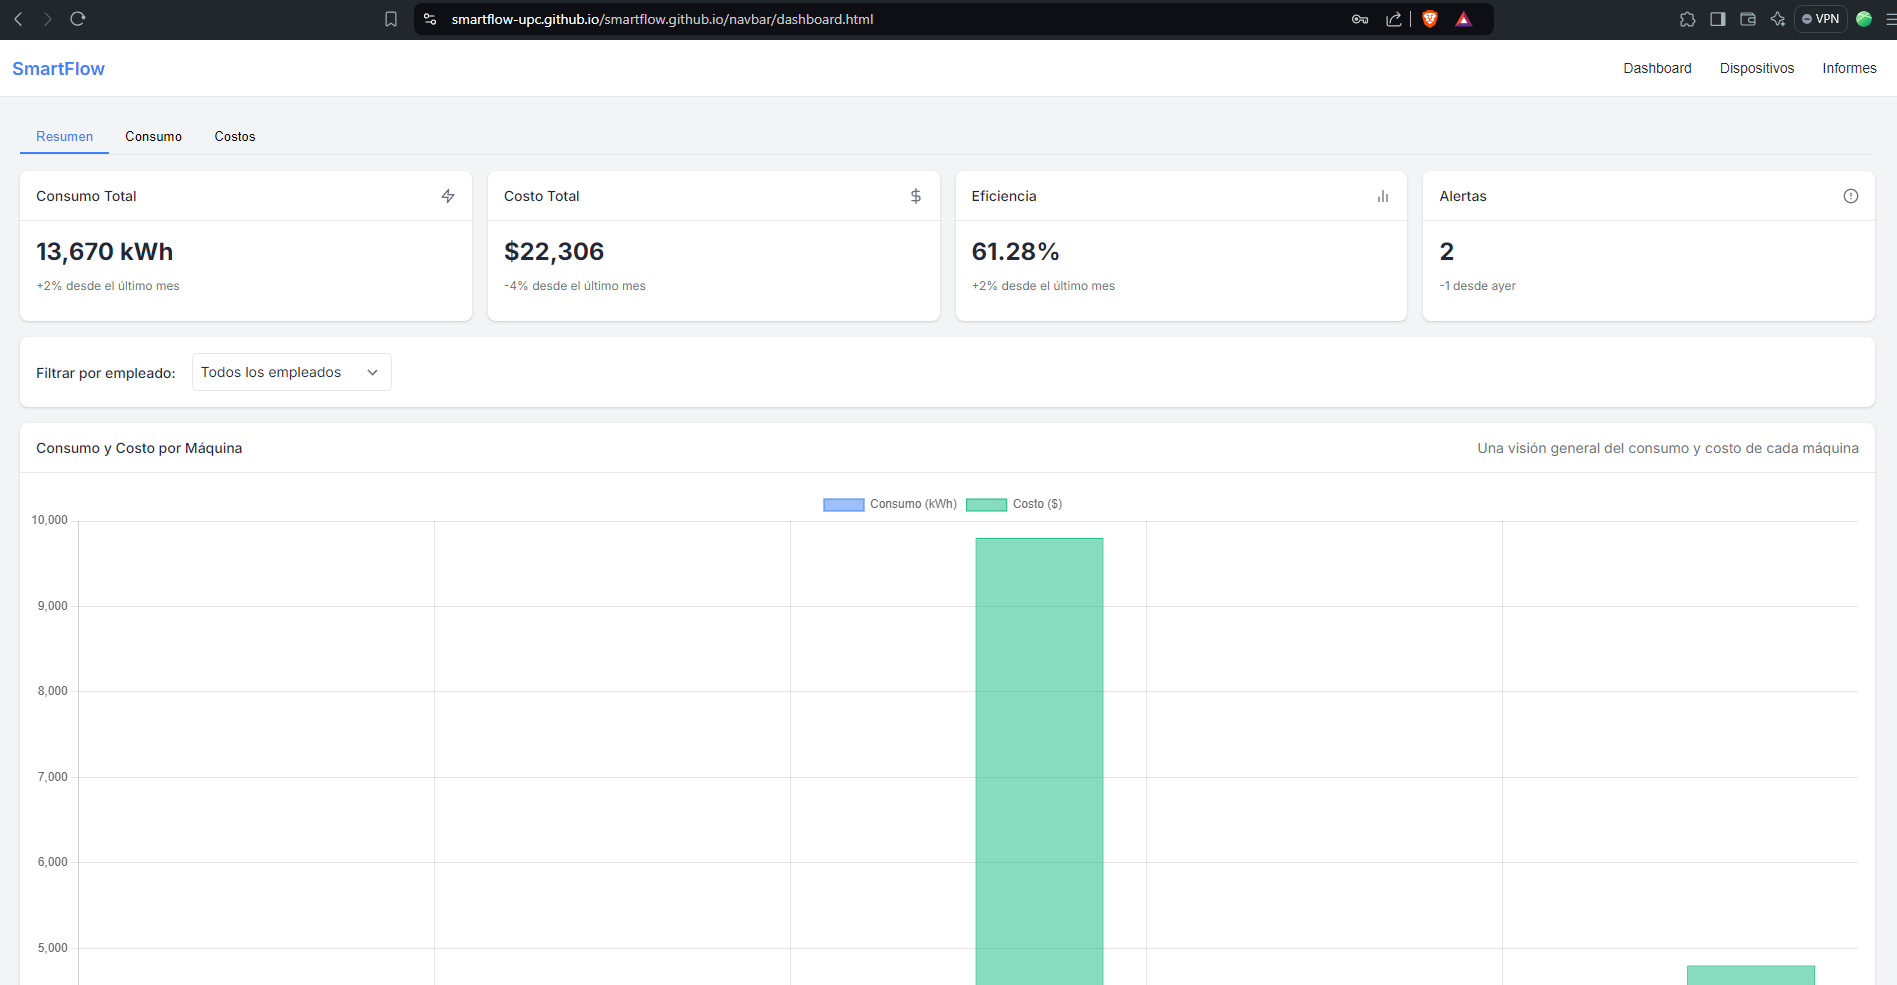 smartflow-upc.github.io/smartflow.github.io/navbar/dashboard.html
VPN
SmartFlow
Dashboard
Dispositivos
Informes
Resumen
Consumo
Costos
Consumo Total
13,670 kWh
+2% desde el último mes
Costo Total
$22,306
-4% desde el último mes
Eficiencia
61.28%
+2% desde el último mes
Alertas
2
-1 desde ayer
Filtrar por empleado:
Todos los empleados
Consumo y Costo por Máquina
Una visión general del consumo y costo de cada máquina
Consumo (kWh)
Costo ($)
10,000
9,000
8,000
7,000
6,000
5,000